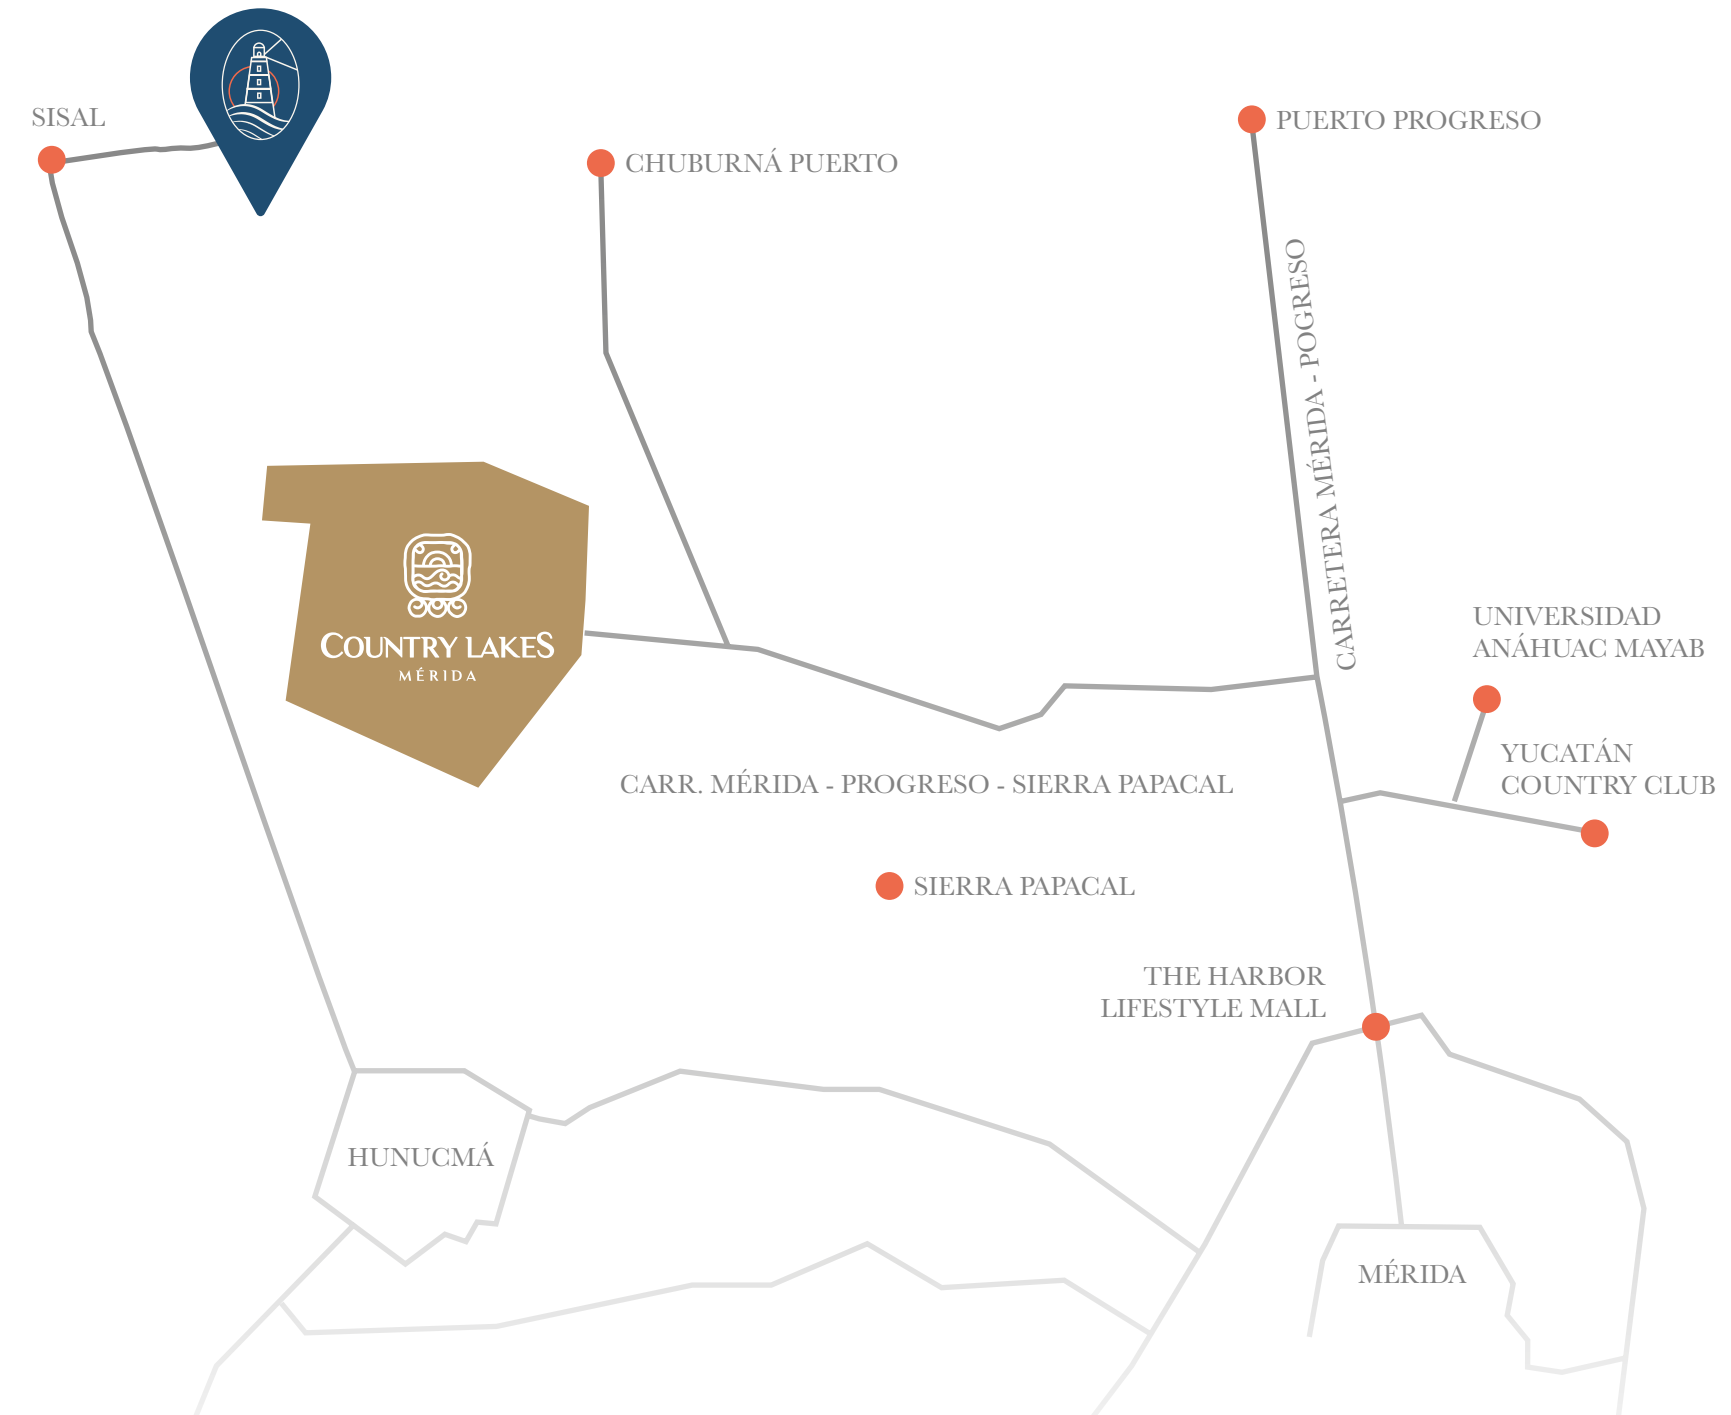 SISAL
PUERTO PROGRESO
CHUBURNÁ PUERTO
CARRETERA MÉRIDA - POGRESO
COUNTRY LAKES
MÉRIDA
UNIVERSIDAD
ANÁHUAC MAYAB
YUCATÁN
COUNTRY CLUB
CARR. MÉRIDA - PROGRESO - SIERRA PAPACAL
SIERRA PAPACAL
THE HARBOR
LIFESTYLE MALL
HUNUCMÁ
MÉRIDA